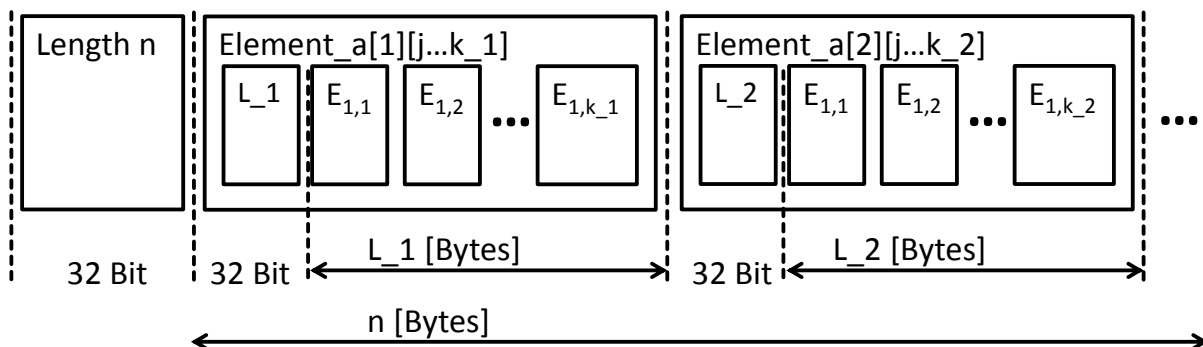 Length n
Element_a[1][j…k_1]
L_1
E1,1
E1,2
...
E1,k_1
Element_a[2][j…k_2]
L_2
E1,1
E1,2
...
E1,k_2
...
32 Bit
32 Bit
L_1 [Bytes]
32 Bit
L_2 [Bytes]
n [Bytes]